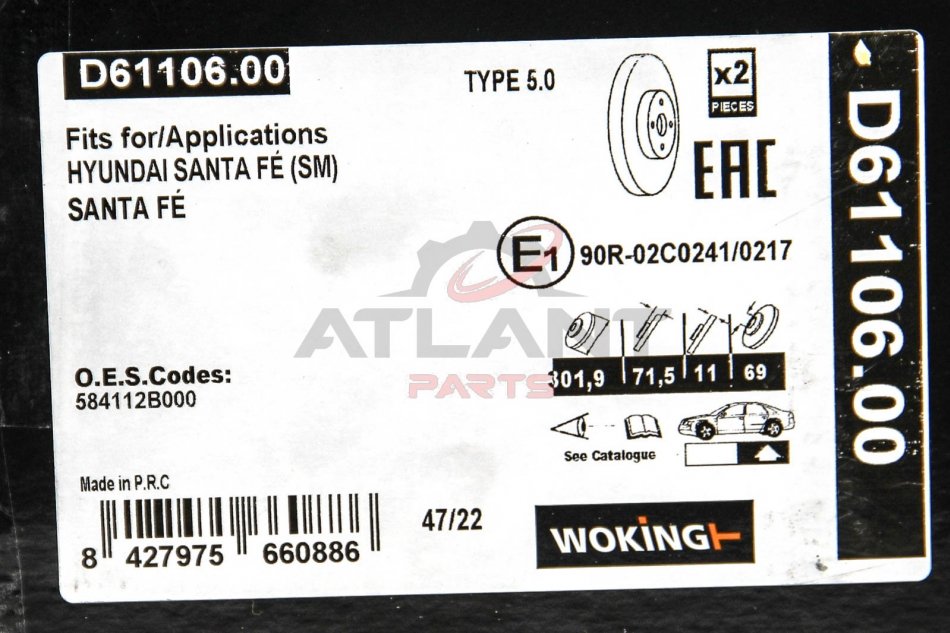 D61106.00
TYPE 5.0
x2
PIECES
Fits for/Applications
HYUNDAI SANTA FÉ (SM)
SANTA FÉ
EAC
E1 90R-02C0241/0217
ATLANT
PARTS
301,9 71,5 11 69
O.E.S.Codes:
584112B000
See Catalogue
Made in P.R.C
8 427975 660886
47/22
WOKING
D61106.00